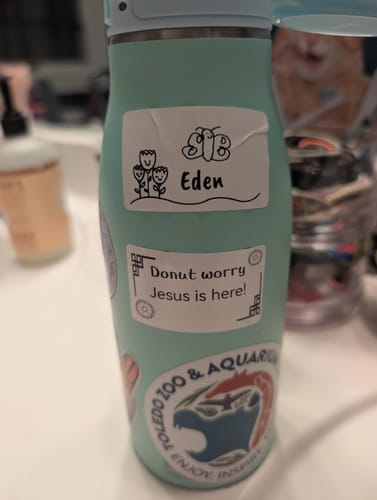 Eden
Donut worry
Jesus is here!
TOLEDO ZOO & AQUARIUM
ENJOY. INSPIRE.